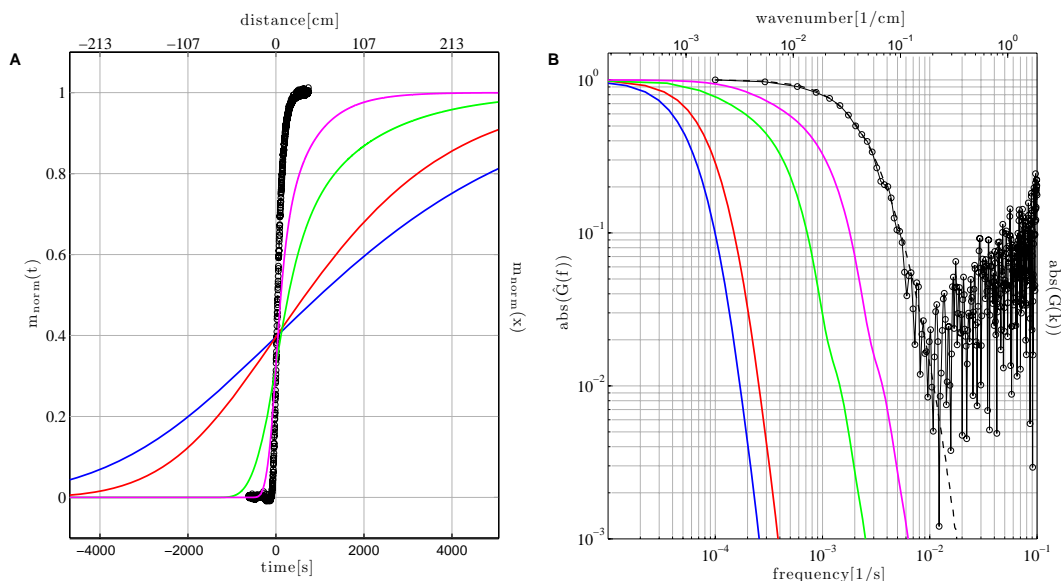 distance[cm]
−213 −107 0 107 213
A
1
0.8
0.6
0.4
0.2
0
m_norm(t)
m_norm(x)
−4000 −2000 0 2000 4000
time[s]
wavenumber[1/cm]
10^−3 10^−2 10^−1 10^0
B
10^0
10^−1
10^−2
10^−3
abs(Ĝ(f))
abs(G(k))
10^−4 10^−3 10^−2 10^−1
frequency[1/s]